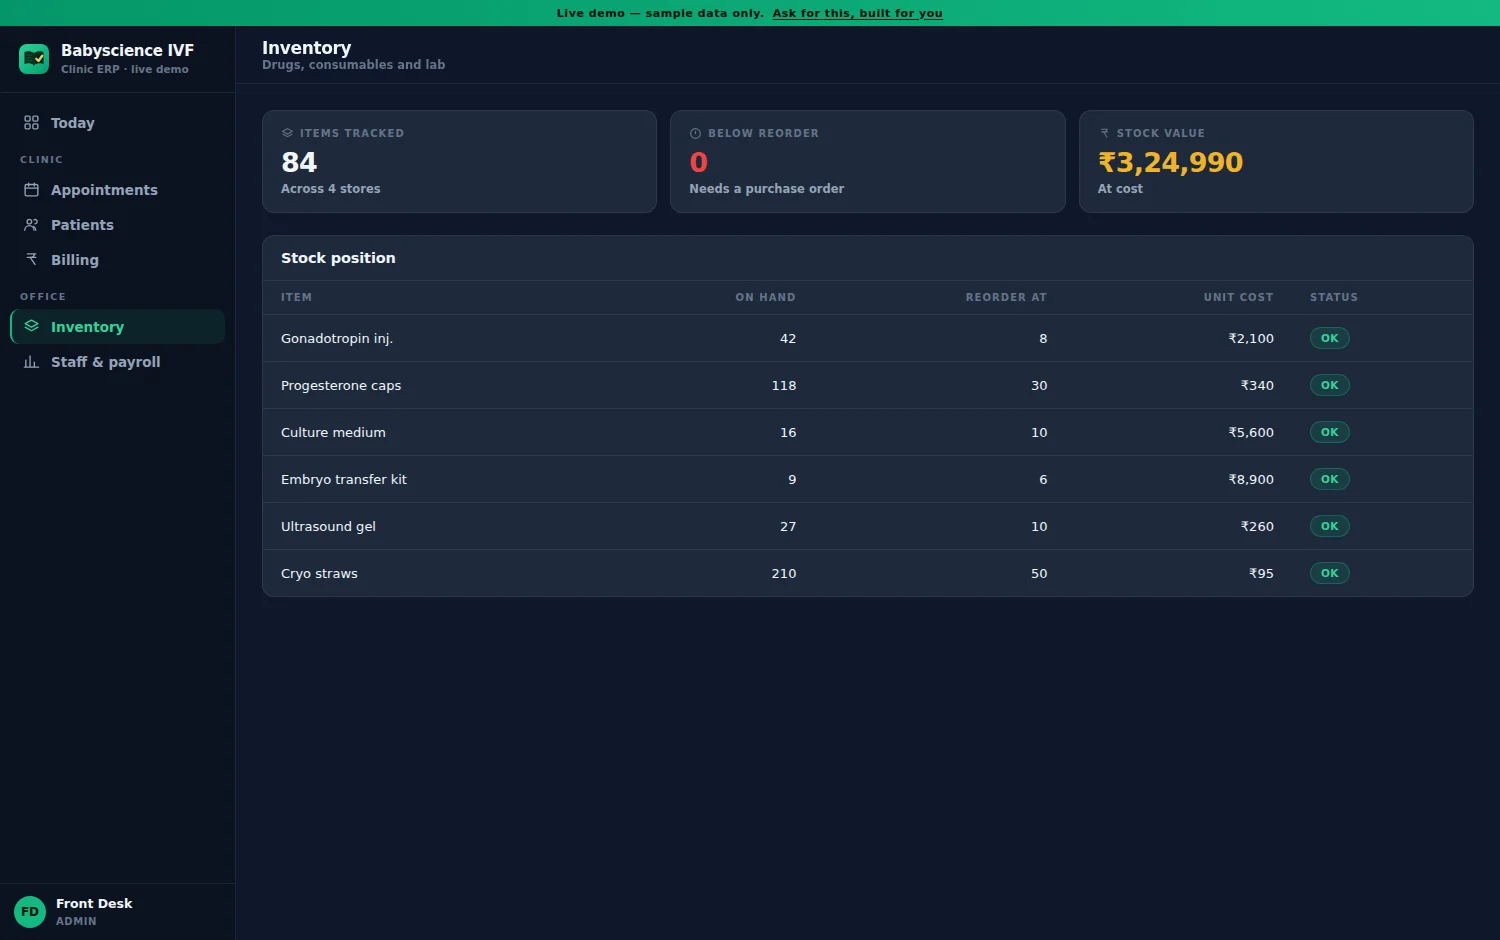 Live demo — sample data only. Ask for this, built for you
Babyscience IVF
Clinic ERP · live demo
Today
CLINIC
Appointments
Patients
Billing
OFFICE
Inventory
Staff & payroll
FD
Front Desk
ADMIN
Inventory
Drugs, consumables and lab
ITEMS TRACKED
84
Across 4 stores
BELOW REORDER
0
Needs a purchase order
₹ STOCK VALUE
₹3,24,990
At cost
Stock position
ITEM ON HAND REORDER AT UNIT COST STATUS
Gonadotropin inj. 42 8 ₹2,100 OK
Progesterone caps 118 30 ₹340 OK
Culture medium 16 10 ₹5,600 OK
Embryo transfer kit 9 6 ₹8,900 OK
Ultrasound gel 27 10 ₹260 OK
Cryo straws 210 50 ₹95 OK